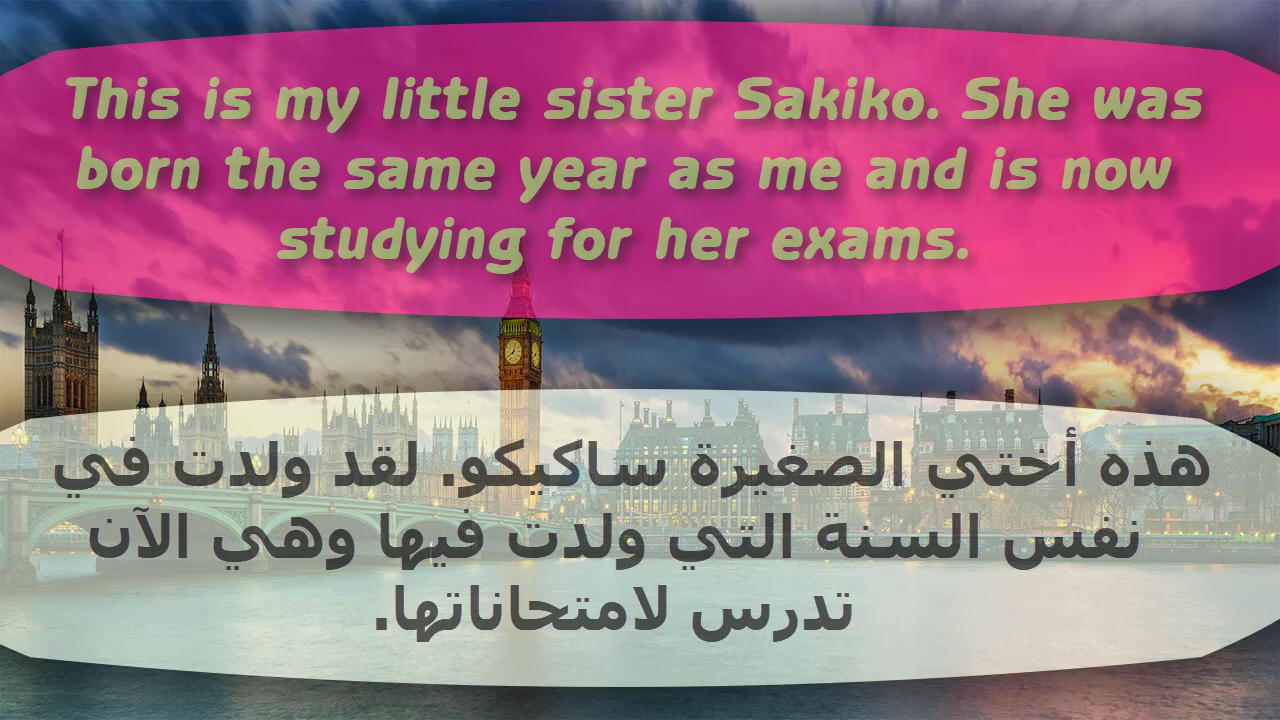 This is my little sister Sakiko. She was
born the same year as me and is now
studying for her exams.
هذه أختي الصغيرة ساكيكو. لقد ولدت في
نفس السنة التي ولدت فيها وهي الآن
تدرس لامتحاناتها.